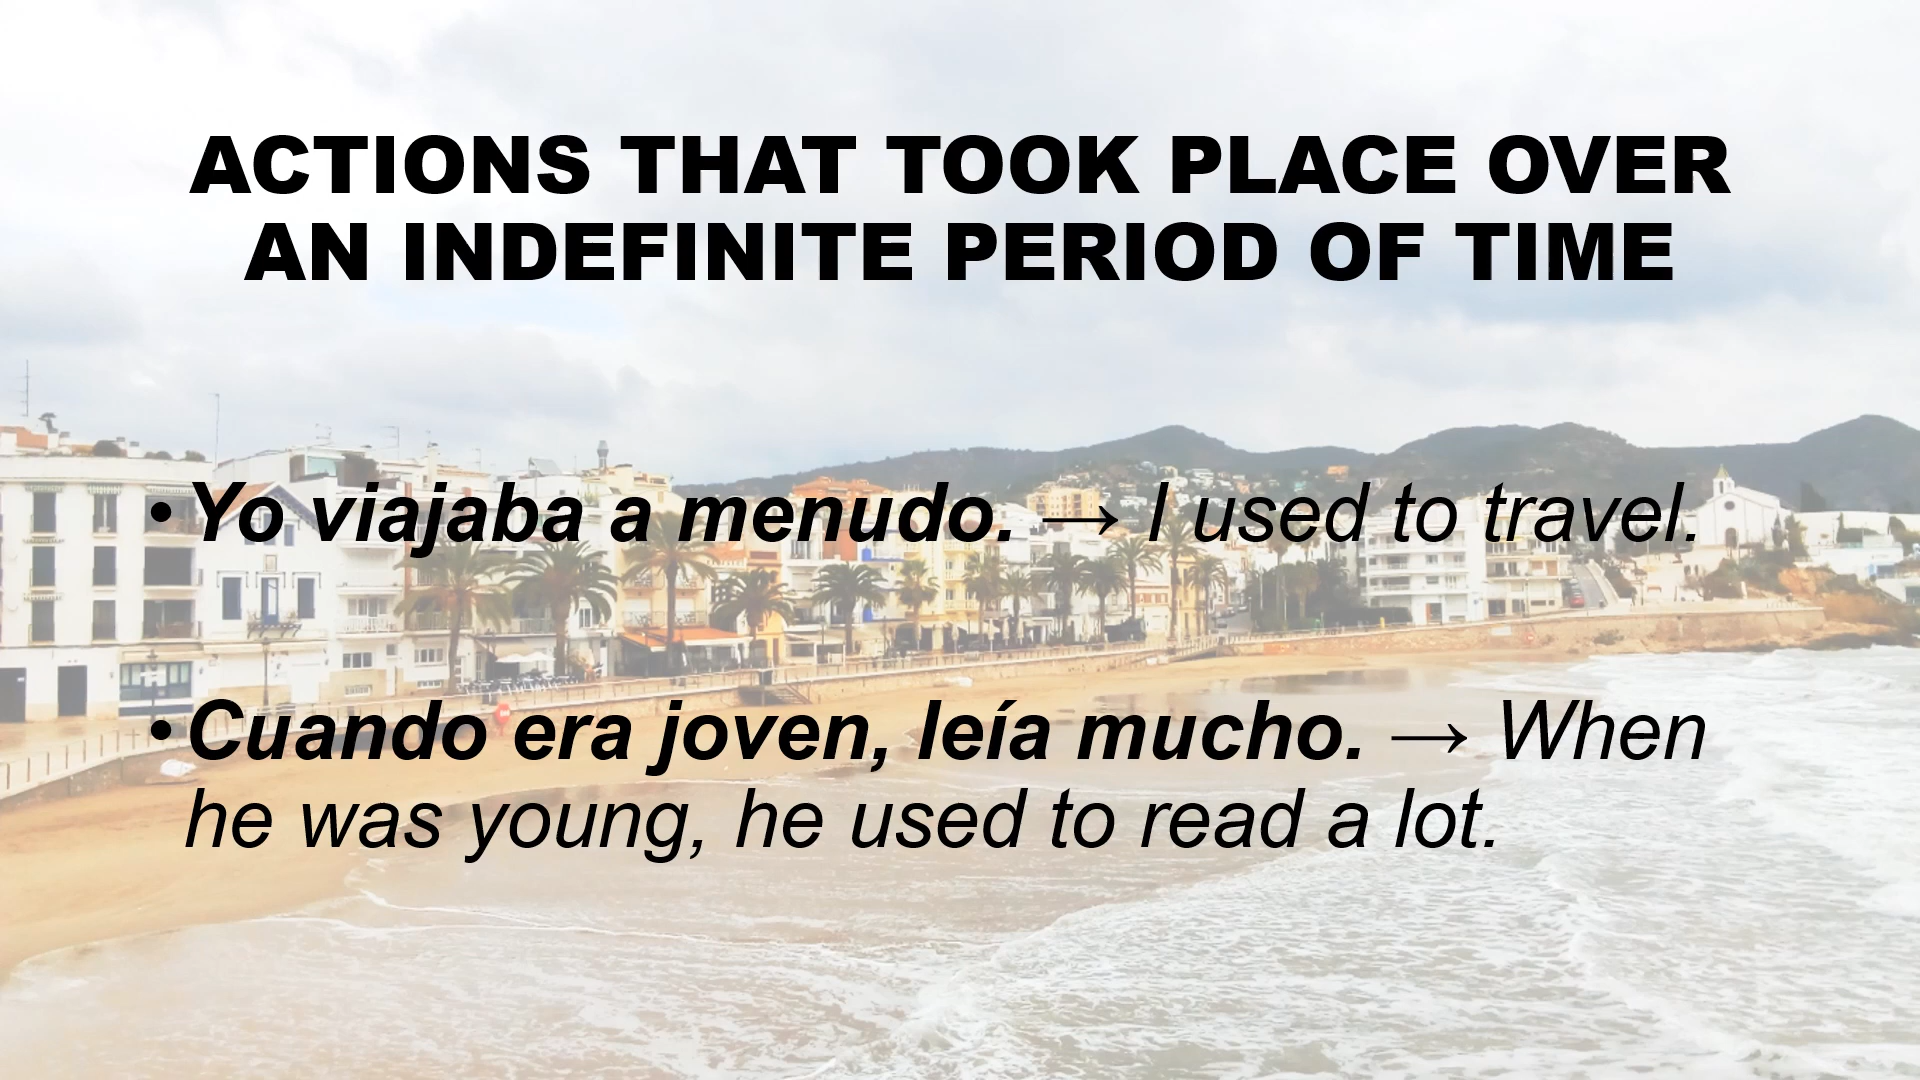 ACTIONS THAT TOOK PLACE OVER
AN INDEFINITE PERIOD OF TIME
•Yo viajaba a menudo. → I used to travel.
•Cuando era joven, leía mucho. → When
he was young, he used to read a lot.